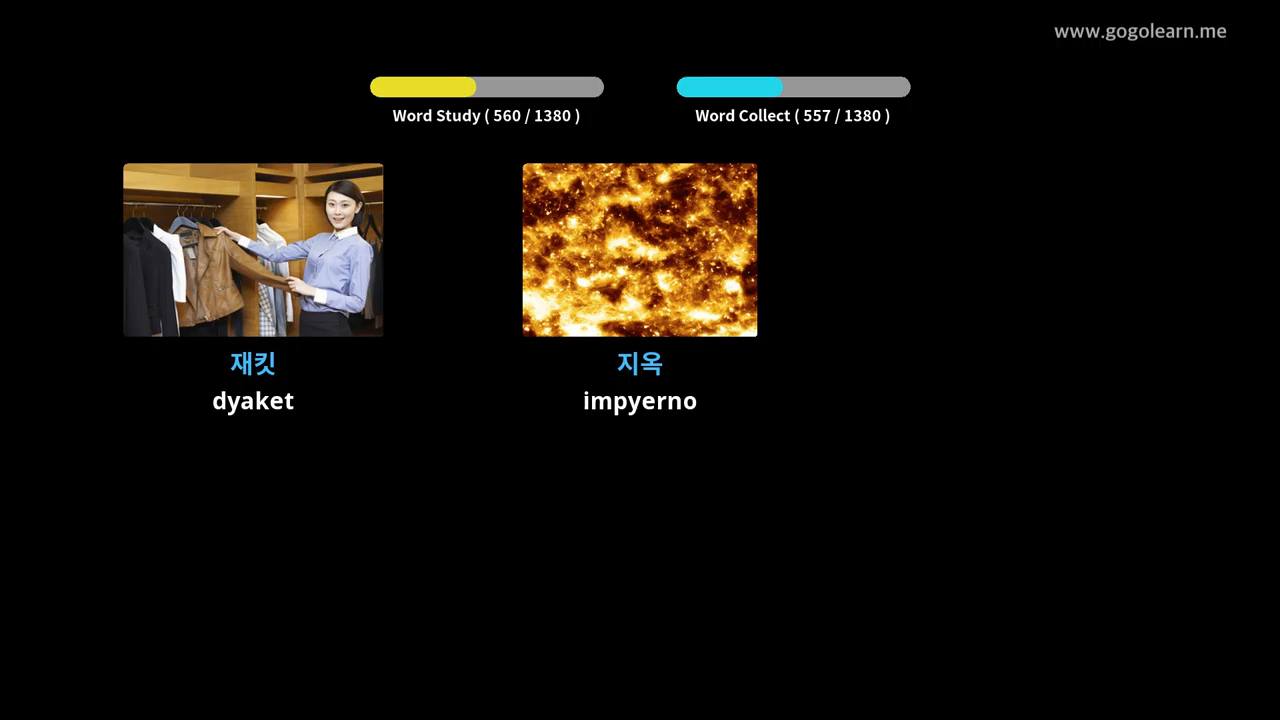 www.gogolearn.me
Word Study ( 560 / 1380 )
Word Collect ( 557 / 1380 )
재킷
dyaket
지옥
impyerno